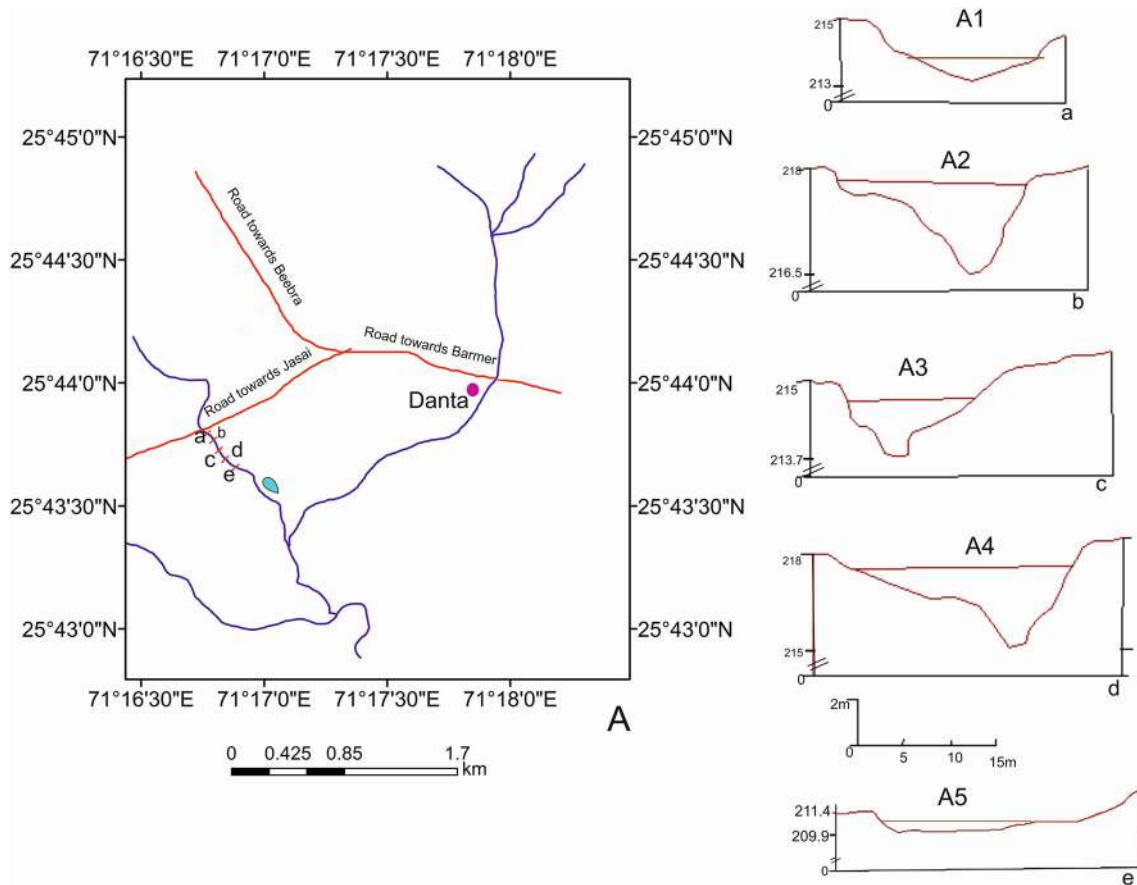 71°16'30"E 71°17'0"E 71°17'30"E 71°18'0"E
25°45'0"N 25°45'0"N
25°44'30"N 25°44'30"N
25°44'0"N 25°44'0"N
25°43'30"N 25°43'30"N
25°43'0"N 25°43'0"N
Road towards Beebra
Road towards Barmer
Road towards Jasai
Danta
a
b
c
d
e
71°16'30"E 71°17'0"E 71°17'30"E 71°18'0"E
A
0 0.425 0.85 1.7
km
A1
215
213
0
a
A2
218
216.5
0
b
A3
215
213.7
0
c
A4
218
215
0
d
2m
0 5 10 15m
A5
211.4
209.9
0
e